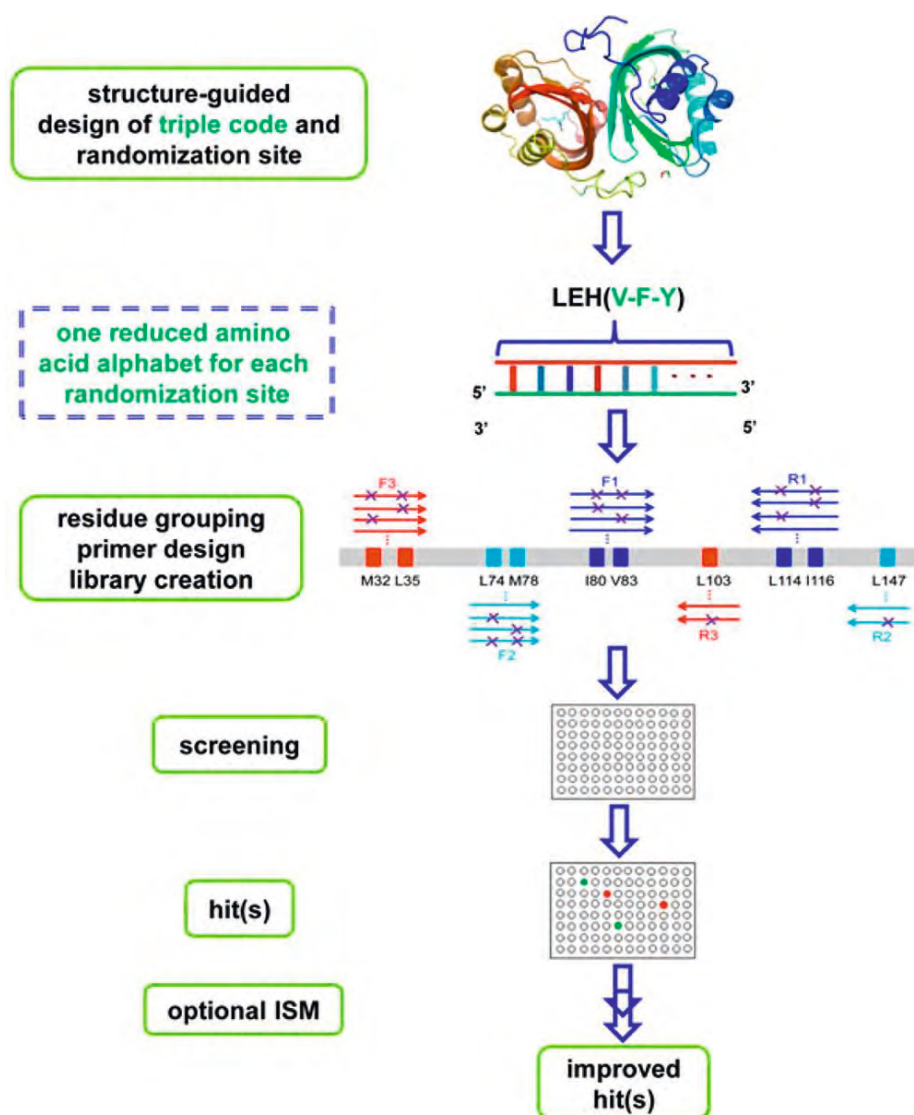 structure-guided
design of triple code and
randomization site
LEH(V-F-Y)
one reduced amino
acid alphabet for each
randomization site
5’ 3’
3’ 5’
F3 F1 R1
residue grouping
primer design
library creation
M32 L35 L74 M78 I80 V83 L103 L114 I116 L147
F2 R3 R2
screening
hit(s)
optional ISM
improved
hit(s)